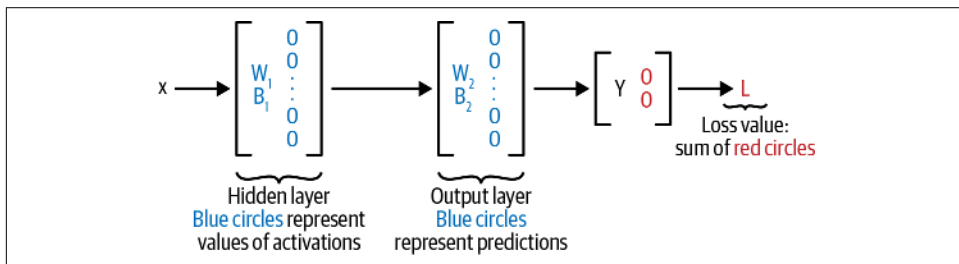 x
W₁
B₁
0
0
:
:
0
0
W₂
B₂
0
0
:
:
0
0
Y
0
0
L
Hidden layer
Blue circles represent
values of activations
Output layer
Blue circles
represent predictions
Loss value:
sum of red circles